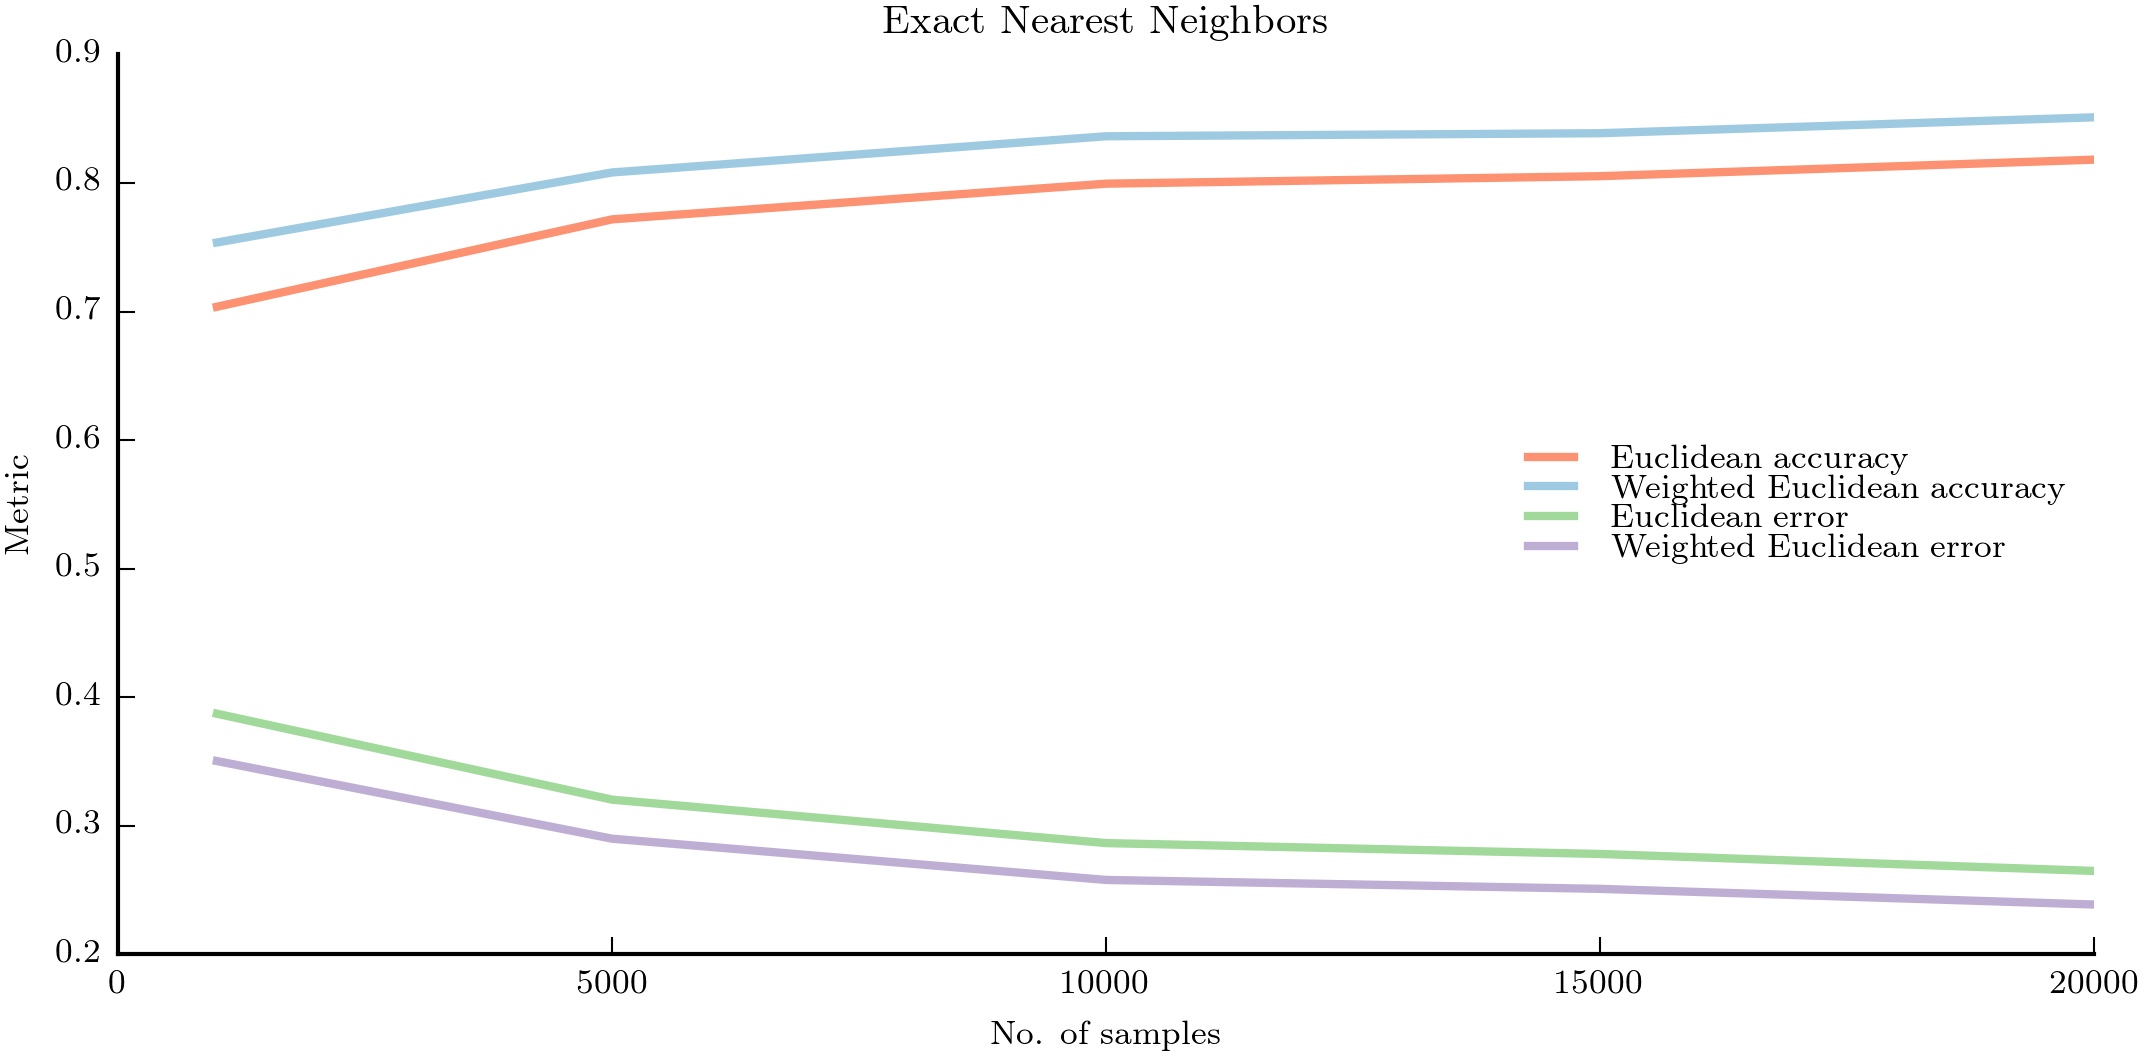 Exact Nearest Neighbors
0.9
0.8
0.7
0.6
0.5
0.4
0.3
0.2
Metric
Euclidean accuracy
Weighted Euclidean accuracy
Euclidean error
Weighted Euclidean error
0 5000 10000 15000 20000
No. of samples